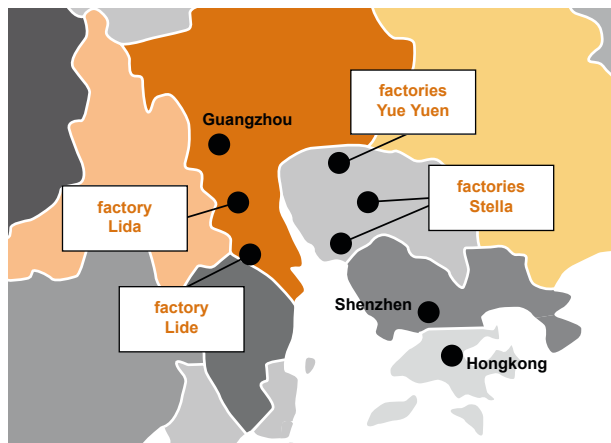 factories
Yue Yuen
Guangzhou
factories
Stella
factory
Lida
factory
Lide
Shenzhen
Hongkong